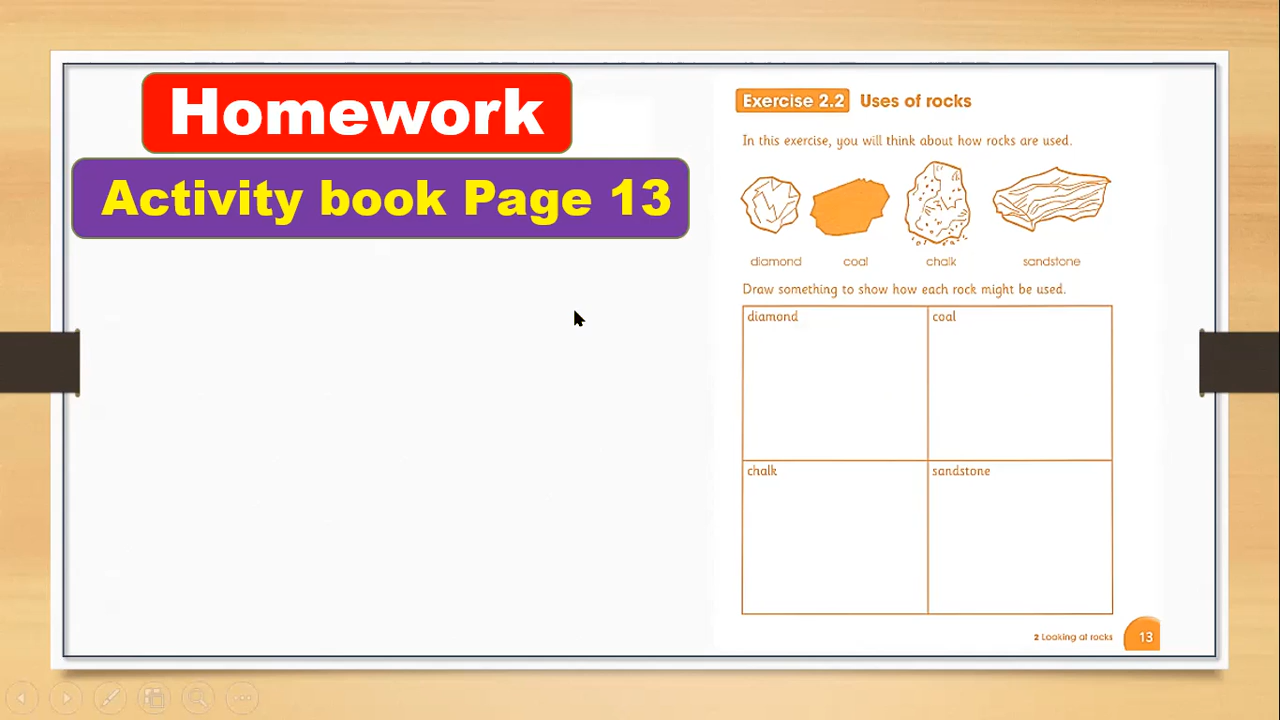 Homework
Activity book Page 13
Exercise 2.2 Uses of rocks
In this exercise, you will think about how rocks are used.
diamond coal chalk sandstone
Draw something to show how each rock might be used.
diamond coal
chalk sandstone
2 Looking at rocks 13